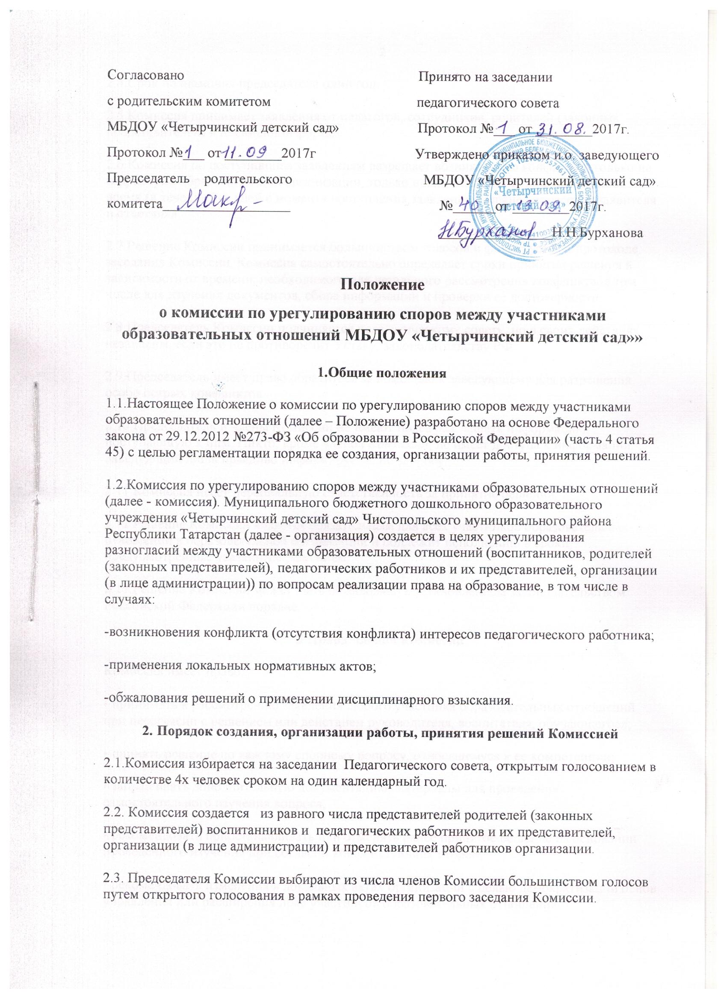 Согласовано
с родительским комитетом
МБДОУ «Четырчинский детский сад»
Протокол №1 от 11.09 2017г
Председатель родительского
комитета
Принято на заседании
педагогического совета
Протокол № 1 от 31.08. 2017г.
Утверждено приказом и.о. заведующего
МБДОУ «Четырчинский детский сад»
№ 40 от 13.09. 2017г.
НБурханов Н.Н.Бурханова
«Четырчинский
детский сад»
Положение
о комиссии по урегулированию споров между участниками
образовательных отношений МБДОУ «Четырчинский детский сад»»
1.Общие положения
1.1.Настоящее Положение о комиссии по урегулированию споров между участниками
образовательных отношений (далее – Положение) разработано на основе Федерального
закона от 29.12.2012 №273-ФЗ «Об образовании в Российской Федерации» (часть 4 статья
45) с целью регламентации порядка ее создания, организации работы, принятия решений.
1.2.Комиссия по урегулированию споров между участниками образовательных отношений
(далее - комиссия). Муниципального бюджетного дошкольного образовательного
учреждения «Четырчинский детский сад» Чистопольского муниципального района
Республики Татарстан (далее - организация) создается в целях урегулирования
разногласий между участниками образовательных отношений (воспитанников, родителей
(законных представителей), педагогических работников и их представителей, организации
(в лице администрации)) по вопросам реализации права на образование, в том числе в
случаях:
-возникновения конфликта (отсутствия конфликта) интересов педагогического работника;
-применения локальных нормативных актов;
-обжалования решений о применении дисциплинарного взыскания.
2. Порядок создания, организации работы, принятия решений Комиссией
2.1.Комиссия избирается на заседании Педагогического совета, открытым голосованием в
количестве 4х человек сроком на один календарный год.
2.2. Комиссия создается из равного числа представителей родителей (законных
представителей) воспитанников и педагогических работников и их представителей,
организации (в лице администрации) и представителей работников организации.
2.3. Председателя Комиссии выбирают из числа членов Комиссии большинством голосов
путем открытого голосования в рамках проведения первого заседания Комиссии.